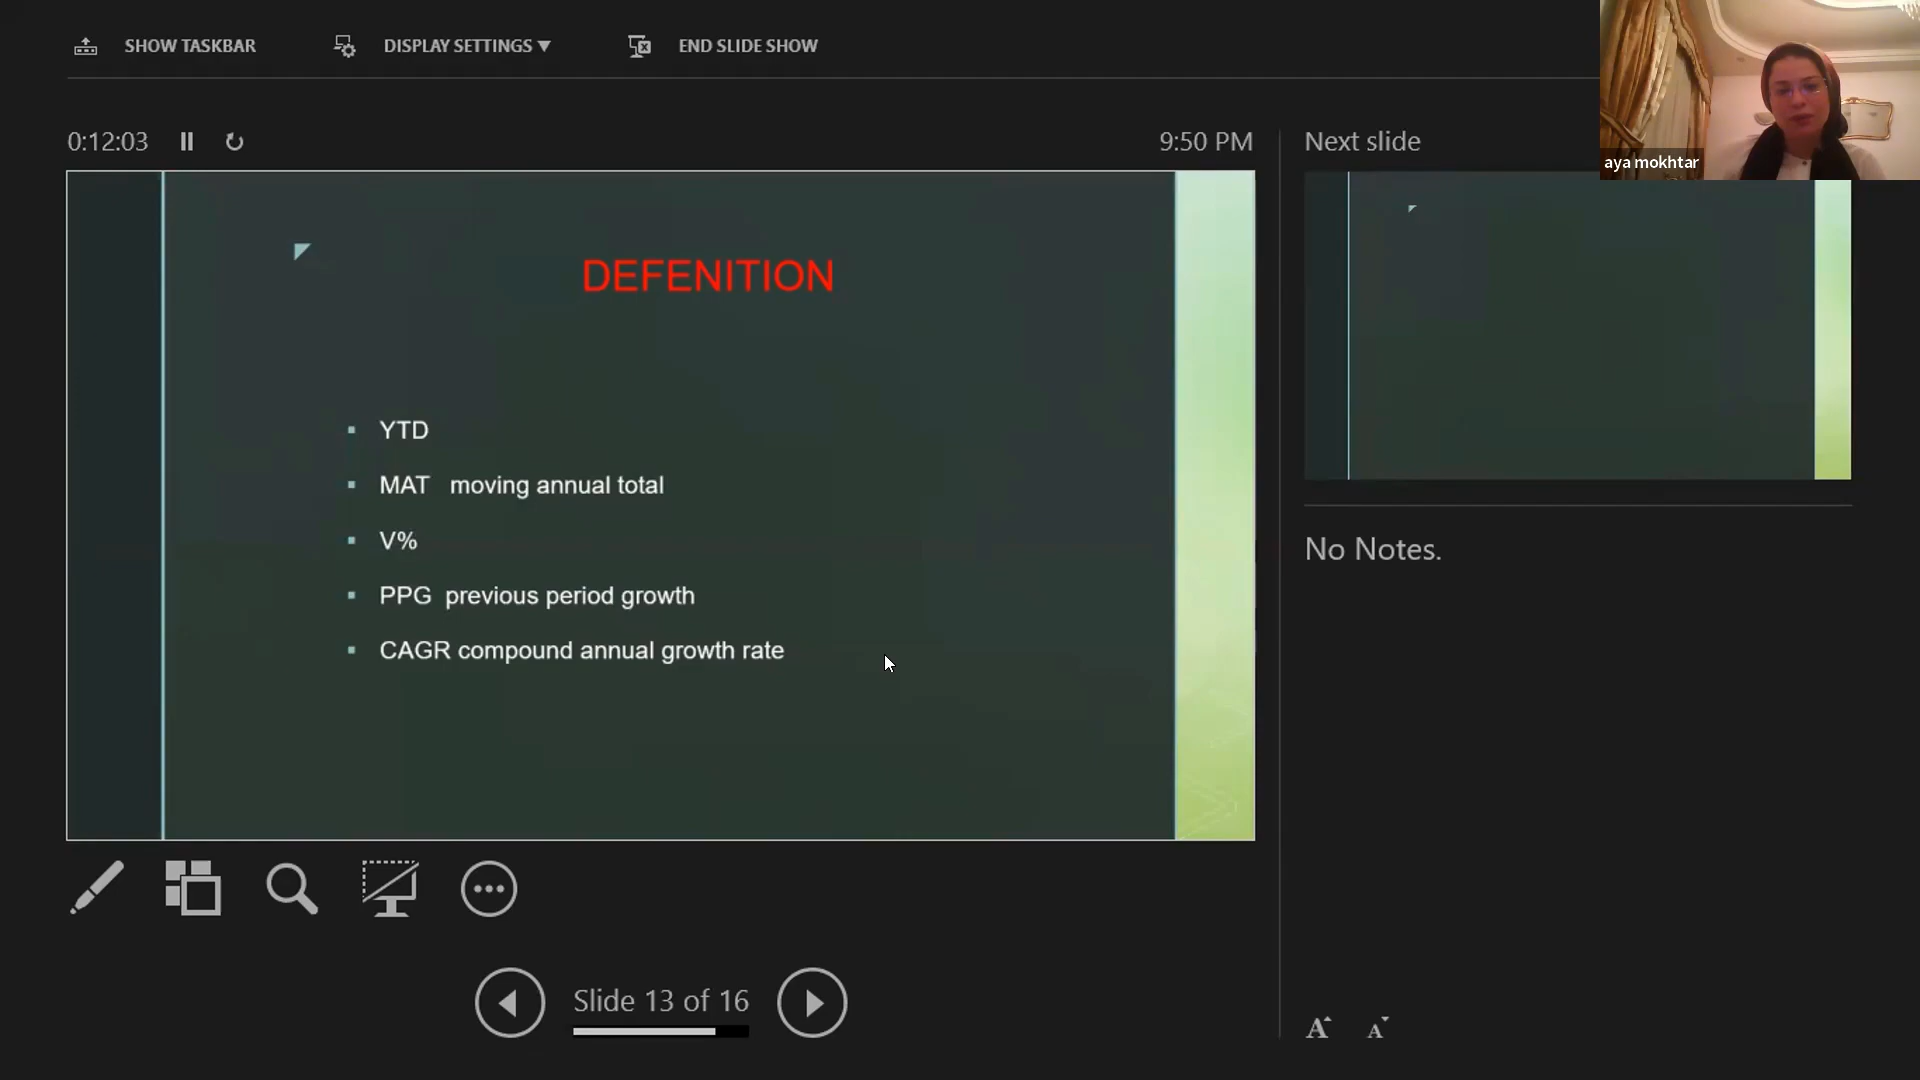 SHOW TASKBAR
DISPLAY SETTINGS ▼
END SLIDE SHOW
0:12:03
9:50 PM
Next slide
aya mokhtar
DEFENITION
▪ YTD
▪ MAT moving annual total
▪ V%
▪ PPG previous period growth
▪ CAGR compound annual growth rate
No Notes.
Slide 13 of 16
A A